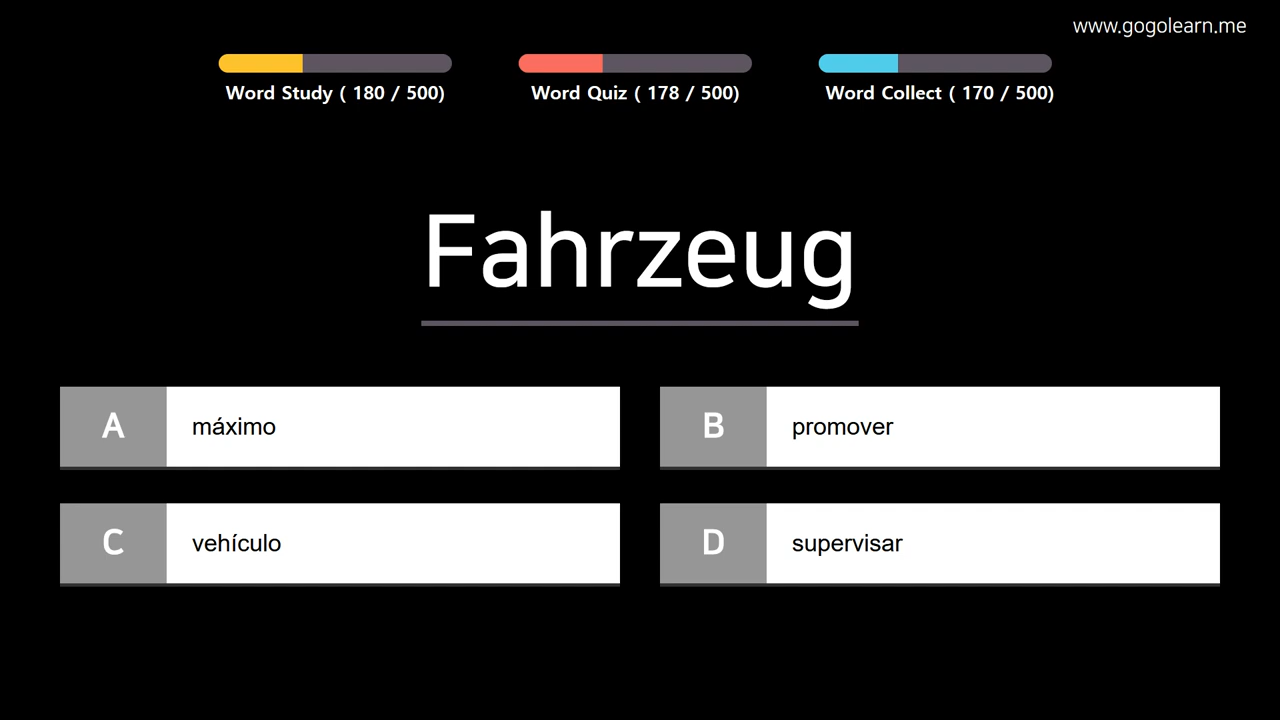 www.gogolearn.me
Word Study ( 180 / 500)
Word Quiz ( 178 / 500)
Word Collect ( 170 / 500)
Fahrzeug
A máximo
B promover
C vehículo
D supervisar